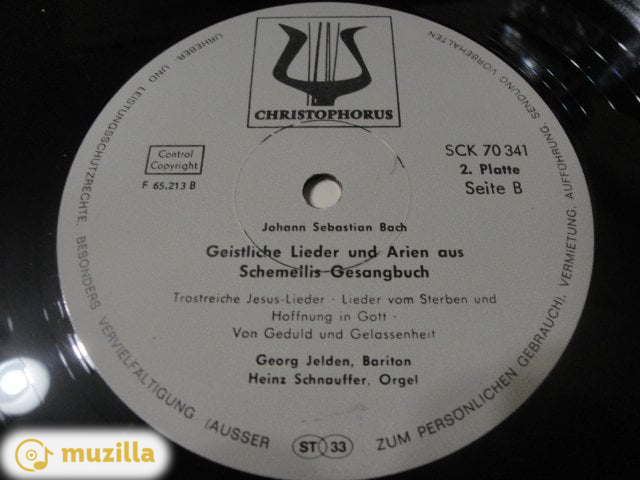 URHEBER UND LEISTUNGSSCHUTZRECHTE, BESONDERS VERVIELFÄLTIGUNG (AUSSER ZUM PERSÖNLICHEN GEBRAUCH), VERMIETUNG, AUFFÜHRUNG, SENDUNG VORBEHALTEN
CHRISTOPHORUS
Control
Copyright
F 65.213 B
SCK 70 341
2. Platte
Seite B
Johann Sebastian Bach
Geistliche Lieder und Arien aus
Schemellis Gesangbuch
Trostreiche Jesus-Lieder · Lieder vom Sterben und
Hoffnung in Gott ·
Von Geduld und Gelassenheit
Georg Jelden, Bariton
Heinz Schnauffer, Orgel
ST 33
muzilla